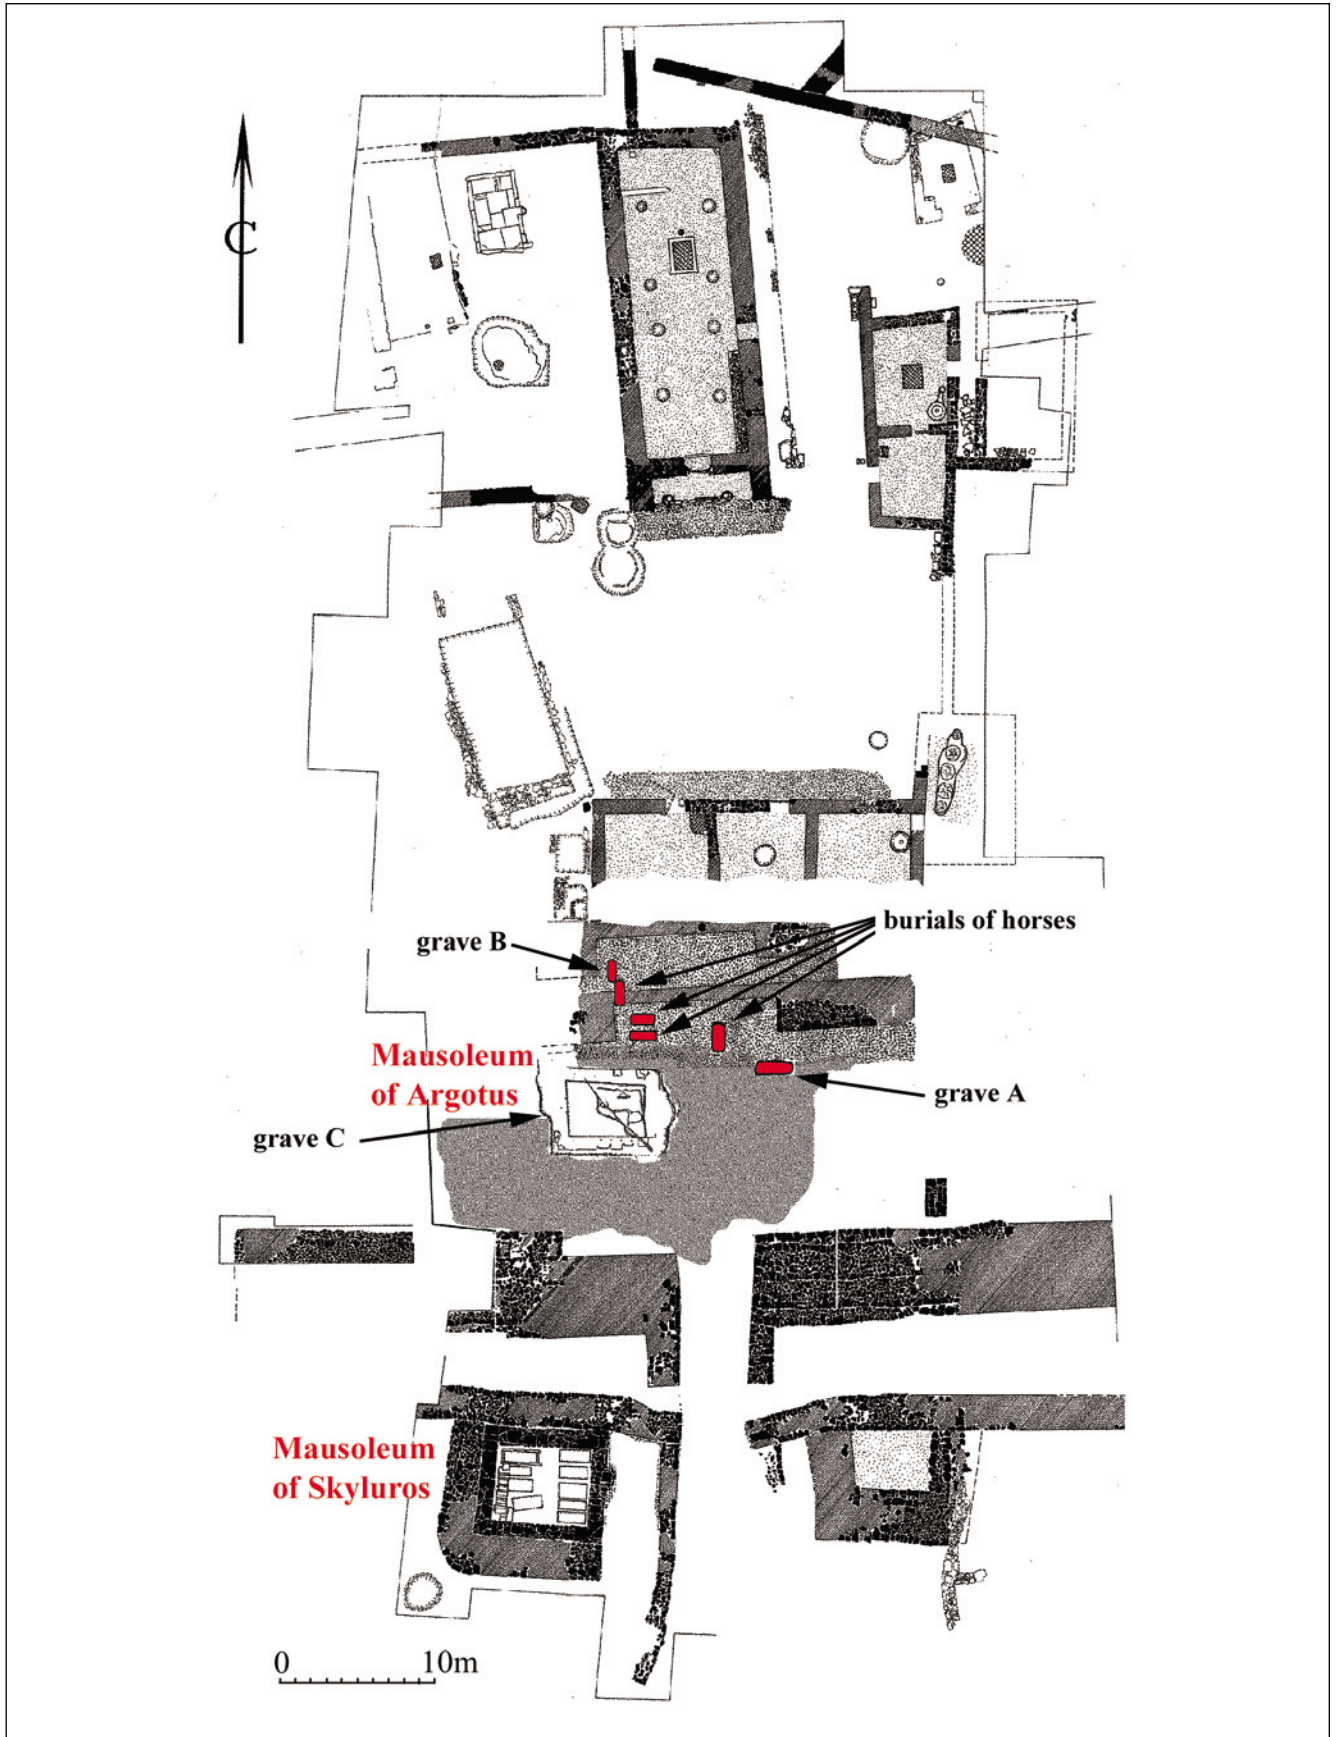 С
burials of horses
grave B
Mausoleum
of Argotus
grave A
grave C
Mausoleum
of Skyluros
0 10m